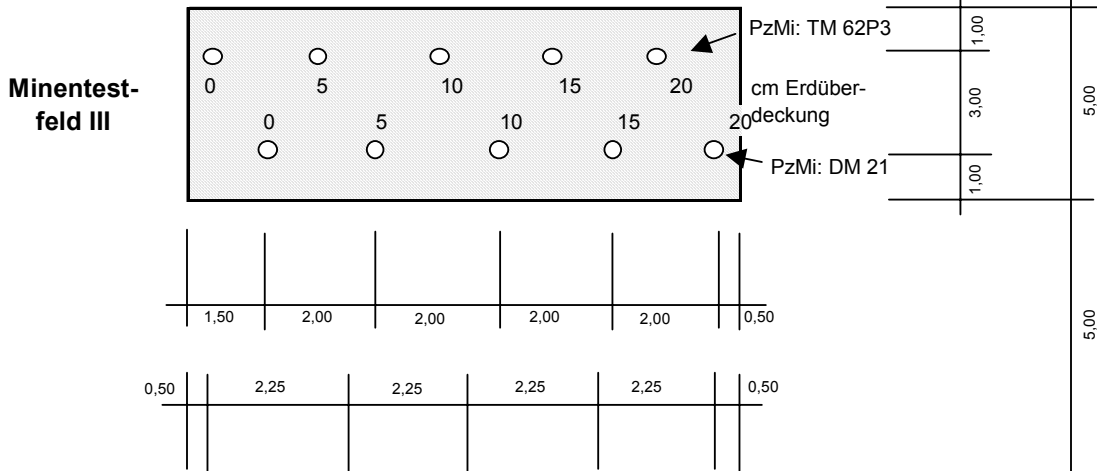 PzMi: TM 62P3
Minentest-
feld III
0 5 10 15 20
cm Erdüber-
deckung
0 5 10 15 20
PzMi: DM 21
1,00
3,00
1,00
5,00
5,00
1,50 2,00 2,00 2,00 2,00 0,50
0,50 2,25 2,25 2,25 2,25 0,50